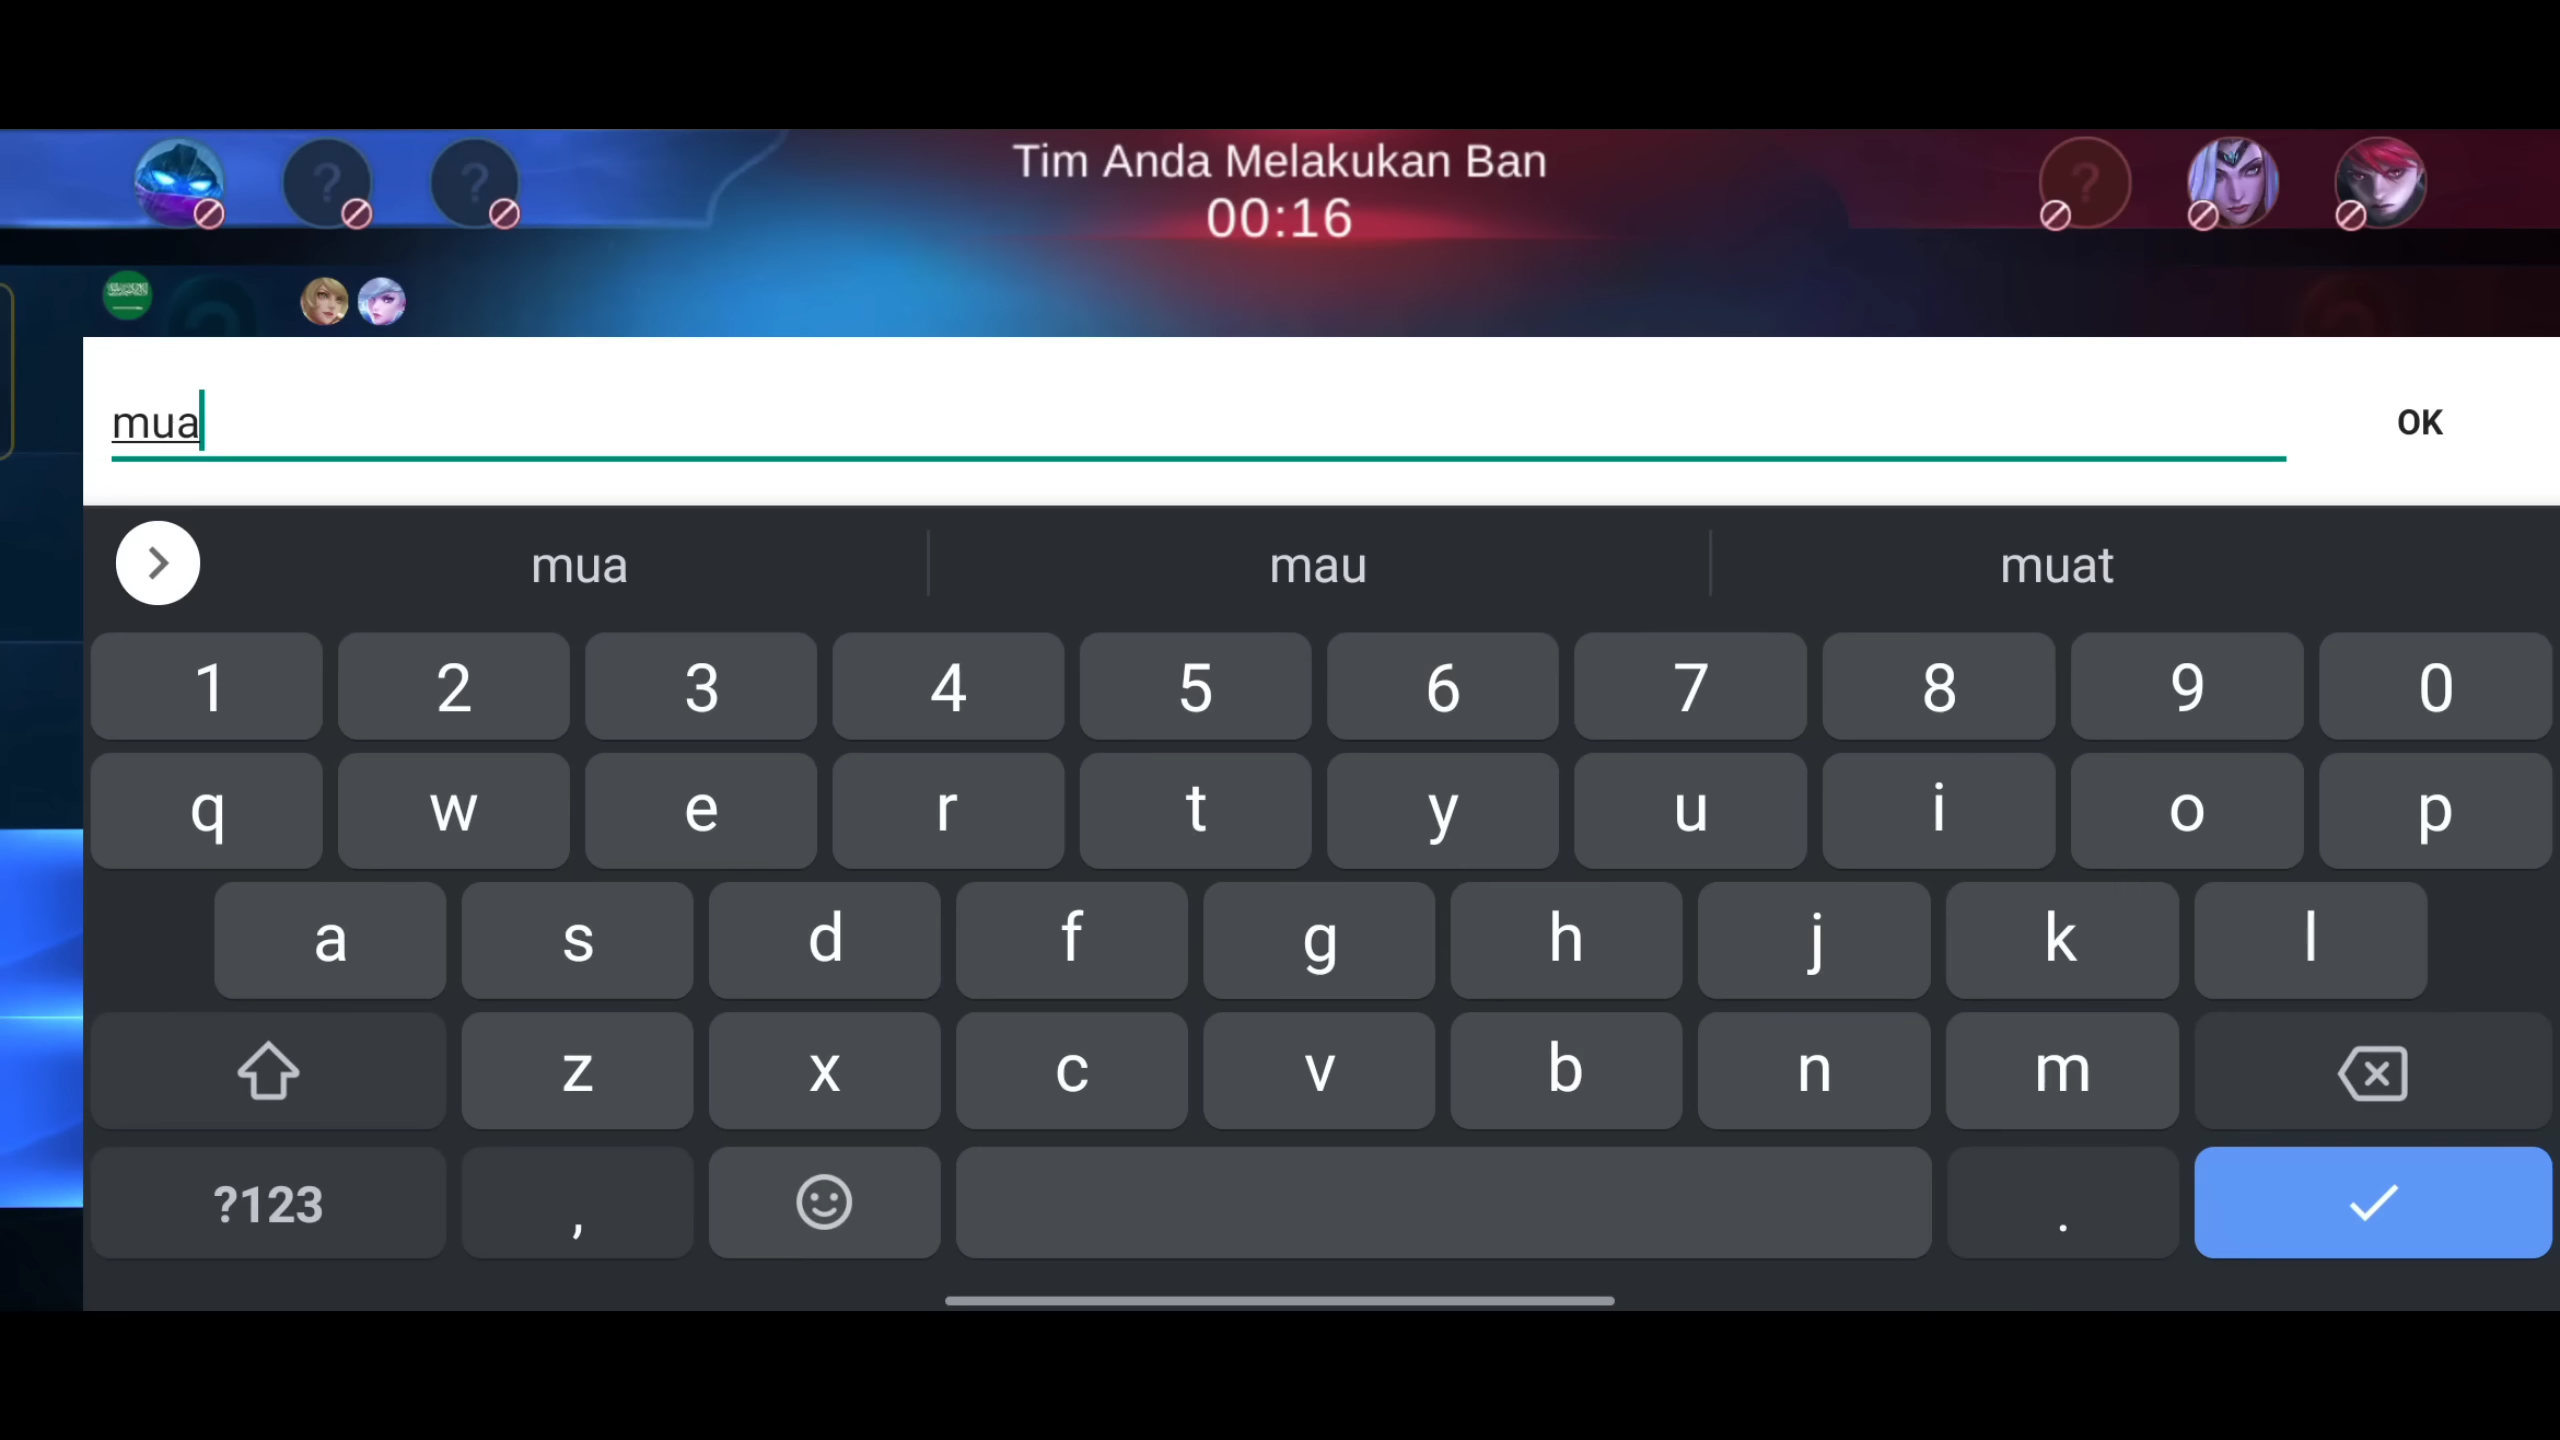 Tim Anda Melakukan Ban
00:16
mua
OK
mua mau muat
1 2 3 4 5 6 7 8 9 0
q w e r t y u i o p
a s d f g h j k l
z x c v b n m
?123 , .